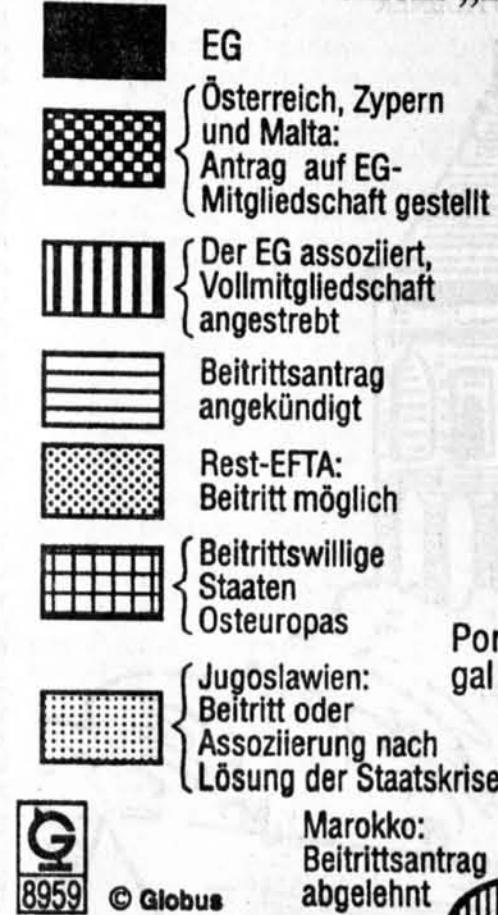 „
EG
Österreich, Zypern
und Malta:
Antrag auf EG-
Mitgliedschaft gestellt
Der EG assoziiert,
Vollmitgliedschaft
angestrebt
Beitrittsantrag
angekündigt
Rest-EFTA:
Beitritt möglich
Beitrittswillige
Staaten
Osteuropas
Por
gal
Jugoslawien:
Beitritt oder
Assoziierung nach
Lösung der Staatskrise
Marokko:
Beitrittsantrag
abgelehnt
G
8959
© Globus